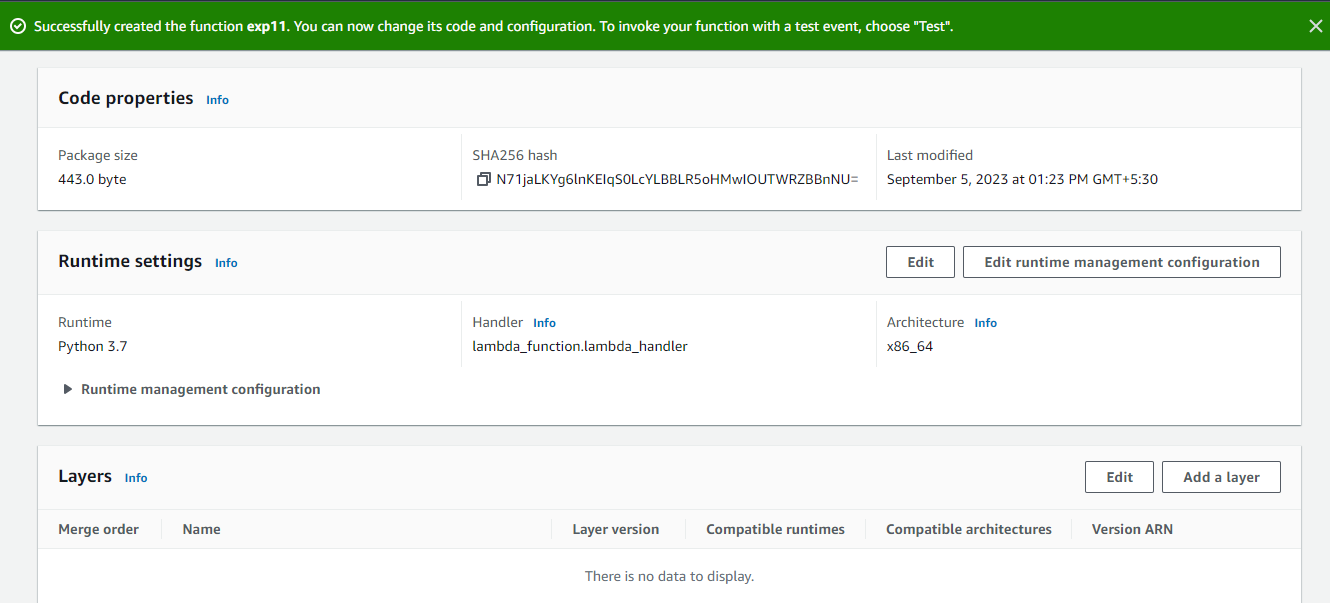 Successfully created the function exp11. You can now change its code and configuration. To invoke your function with a test event, choose "Test".
Code properties Info
Package size SHA256 hash Last modified
443.0 byte N71jaLKYg6lnKEIqS0LcYLBBLR5oHMwIOUTWRZBBnNU= September 5, 2023 at 01:23 PM GMT+5:30
Runtime settings Info Edit Edit runtime management configuration
Runtime Handler Info Architecture Info
Python 3.7 lambda_function.lambda_handler x86_64
Runtime management configuration
Layers Info Edit Add a layer
Merge order Name Layer version Compatible runtimes Compatible architectures Version ARN
There is no data to display.